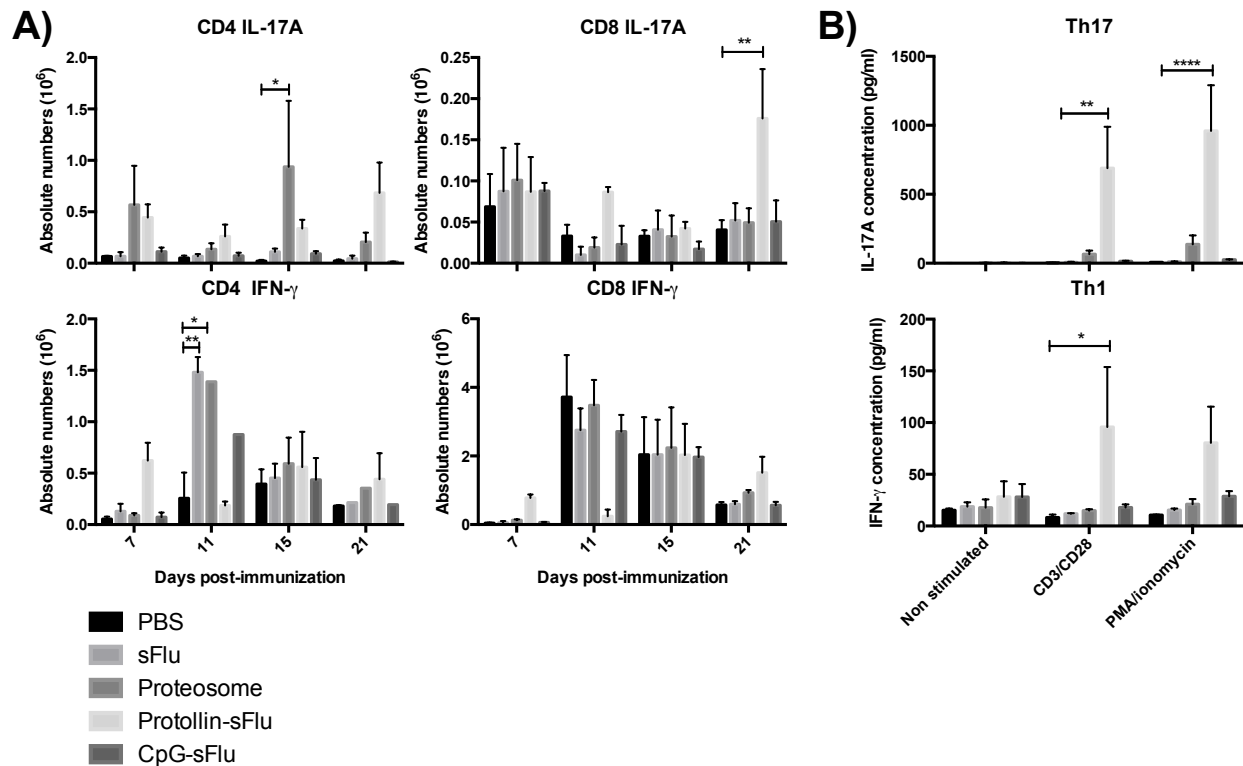 A)
CD4 IL-17A
Absolute numbers (10⁶)
2.0
1.5
1.0
0.5
0.0
*
CD8 IL-17A
Absolute numbers (10⁶)
0.25
0.20
0.15
0.10
0.05
0.00
**
CD4 IFN-γ
Absolute numbers (10⁶)
2.0
1.5
1.0
0.5
0.0
*
**
7
11
15
21
Days post-immunization
CD8 IFN-γ
Absolute numbers (10⁶)
6
4
2
0
7
11
15
21
Days post-immunization
PBS
sFlu
Proteosome
Protollin-sFlu
CpG-sFlu
B)
Th17
IL-17A concentration (pg/ml)
1500
1000
500
0
**
****
Th1
IFN-γ concentration (pg/ml)
200
150
100
50
0
*
Non stimulated
CD3/CD28
PMA/ionomycin